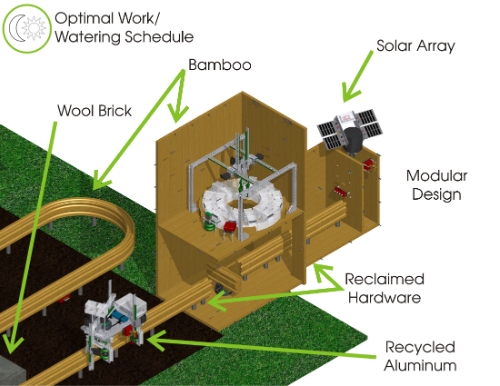 Optimal Work/
Watering Schedule
Bamboo
Solar Array
Wool Brick
Modular
Design
Reclaimed
Hardware
Recycled
Aluminum